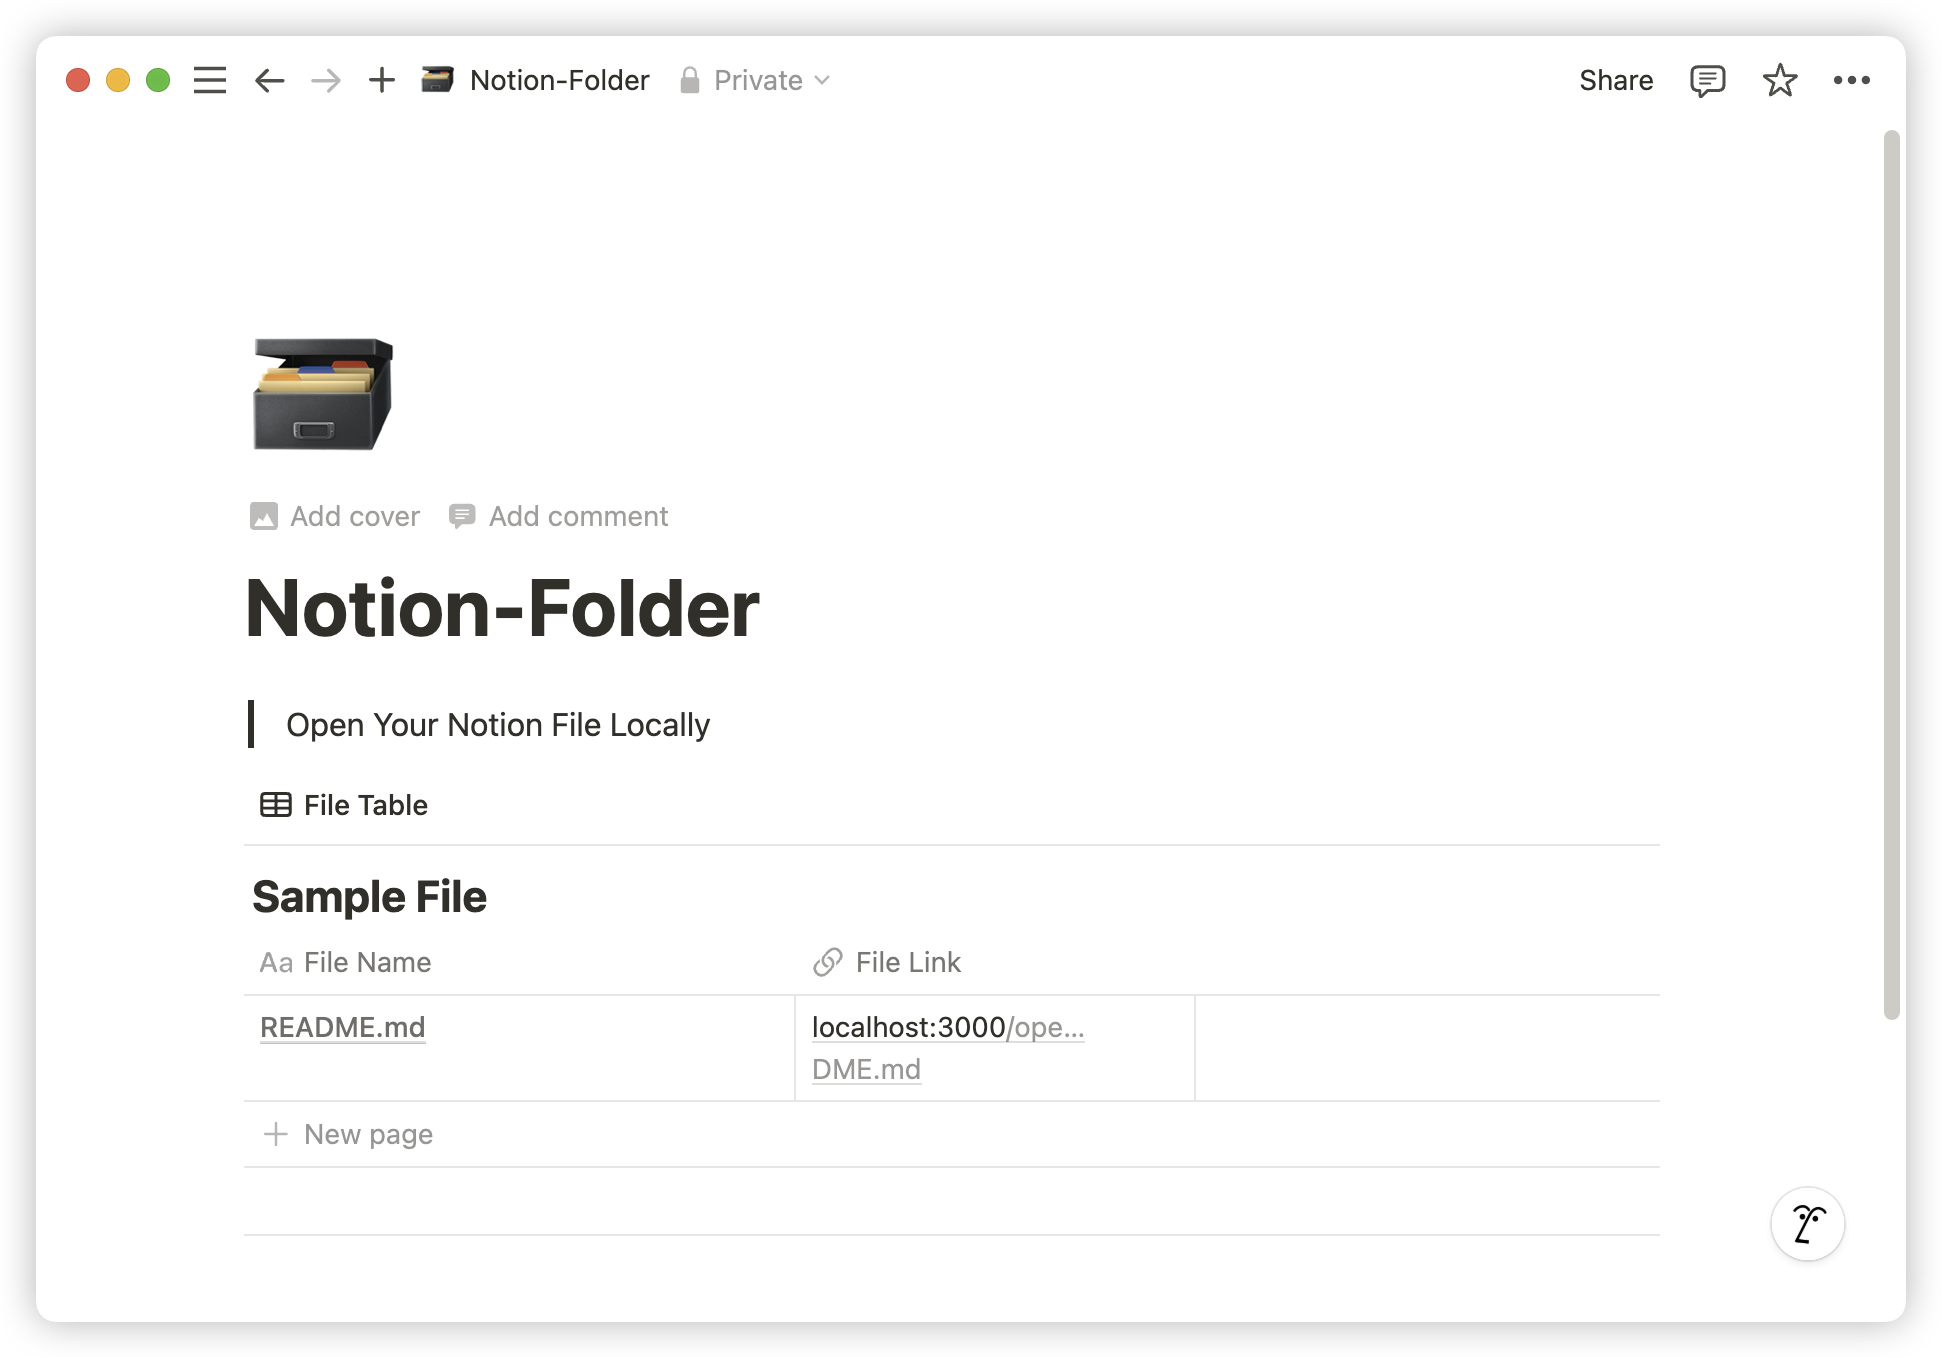 Notion-Folder Private Share
Add cover Add comment
Notion-Folder
Open Your Notion File Locally
File Table
Sample File
Aa File Name File Link
README.md localhost:3000/ope...
DME.md
New page